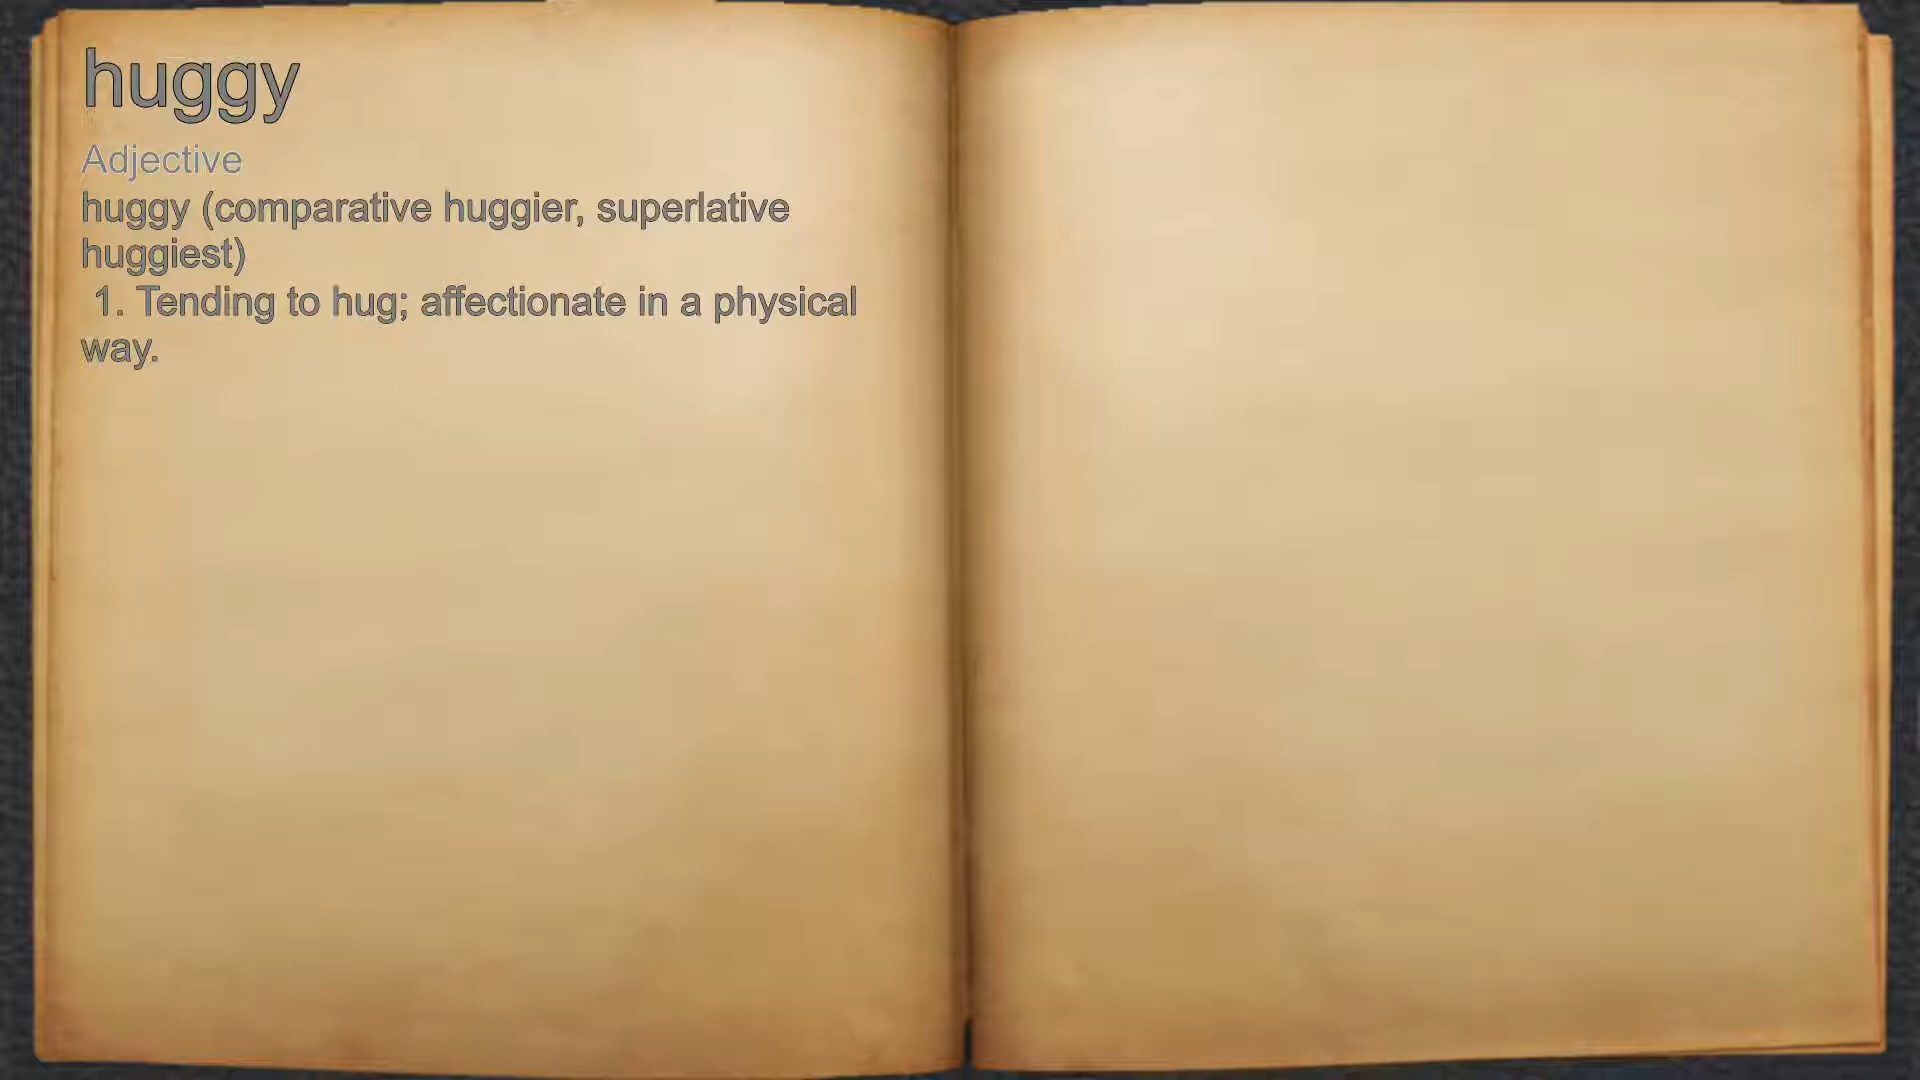 huggy
Adjective
huggy (comparative huggier, superlative
huggiest)
1. Tending to hug; affectionate in a physical
way.